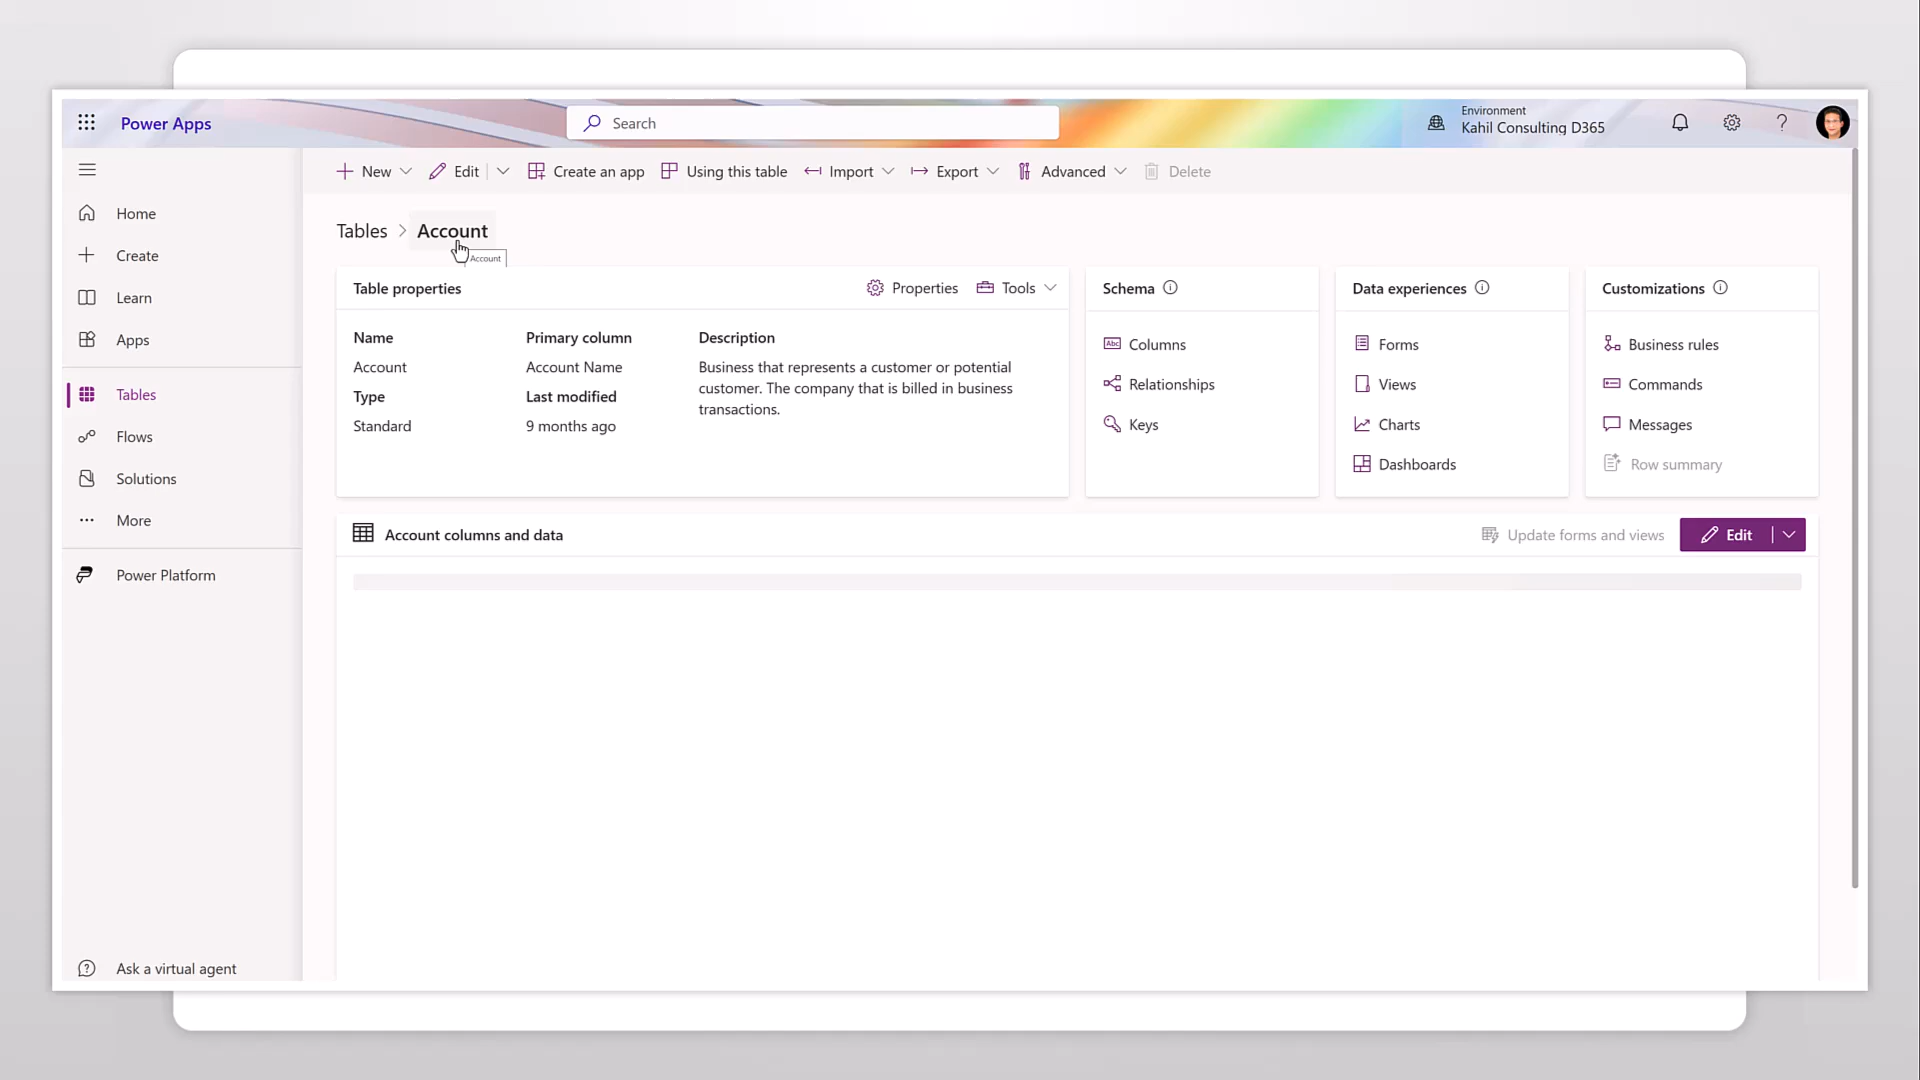 Power Apps
Search
Environment
Kahil Consulting D365
New
Edit
Create an app
Using this table
Import
Export
Advanced
Delete
Home
Create
Learn
Apps
Tables
Flows
Solutions
More
Power Platform
Ask a virtual agent
Tables > Account
Account
Table properties
Properties
Tools
Name
Account
Type
Standard
Primary column
Account Name
Last modified
9 months ago
Description
Business that represents a customer or potential
customer. The company that is billed in business
transactions.
Schema
Abc Columns
Relationships
Keys
Data experiences
Forms
Views
Charts
Dashboards
Customizations
Business rules
Commands
Messages
Row summary
Account columns and data
Update forms and views
Edit